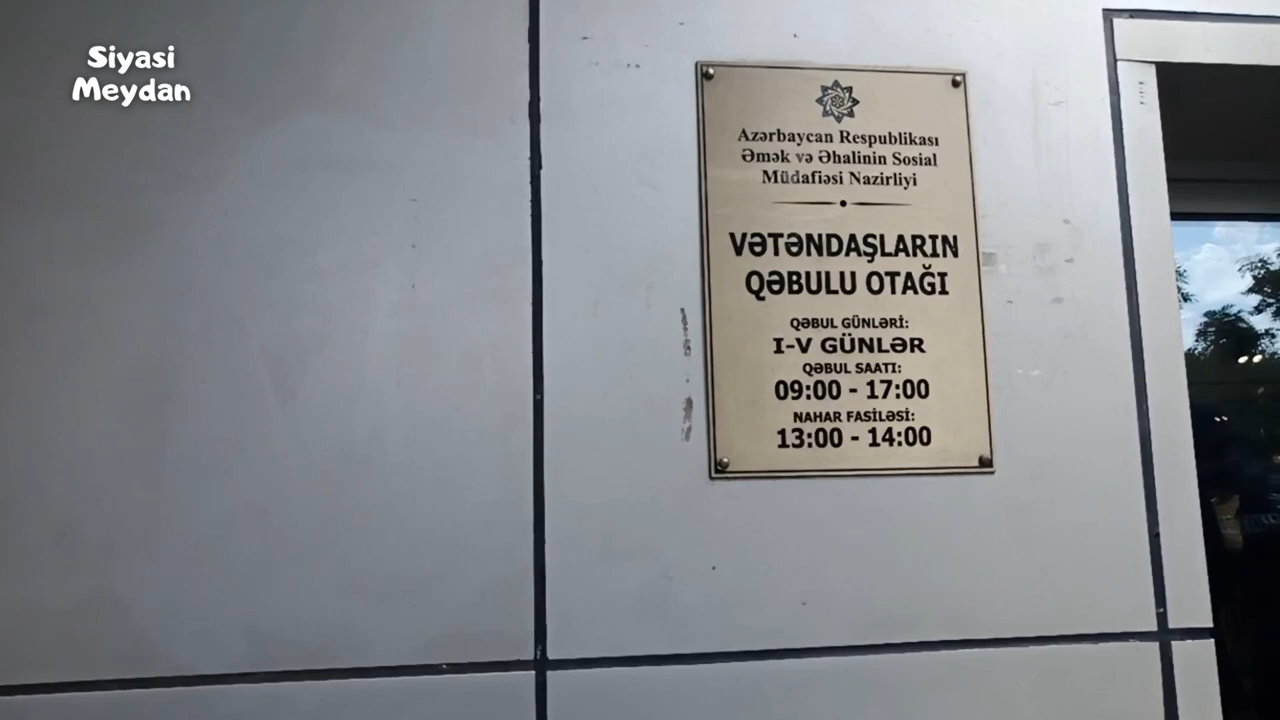 Siyasi
Meydan
Azərbaycan Respublikası
Əmək və Əhalinin Sosial
Müdafiəsi Nazirliyi
VƏTƏNDAŞLARIN
QƏBULU OTAĞI
QƏBUL GÜNLƏRİ:
I-V GÜNLƏR
QƏBUL SAATI:
09:00 - 17:00
NAHAR FASİLƏSİ:
13:00 - 14:00